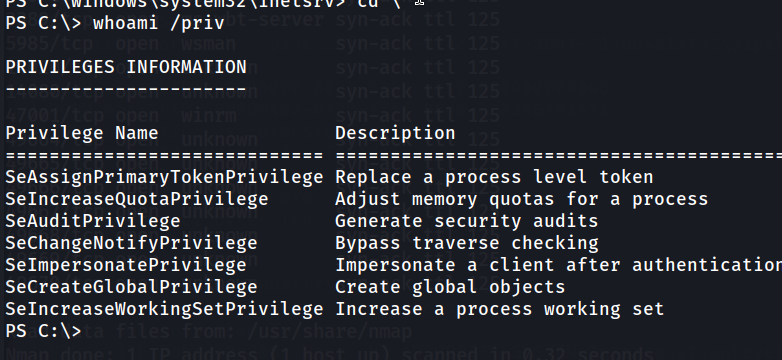 PS C:\windows\system32\inetsrv> cd \
PS C:\> whoami /priv
PRIVILEGES INFORMATION
----------------------
Privilege Name Description
============================= ========================================
SeAssignPrimaryTokenPrivilege Replace a process level token
SeIncreaseQuotaPrivilege Adjust memory quotas for a process
SeAuditPrivilege Generate security audits
SeChangeNotifyPrivilege Bypass traverse checking
SeImpersonatePrivilege Impersonate a client after authentication
SeCreateGlobalPrivilege Create global objects
SeIncreaseWorkingSetPrivilege Increase a process working set
PS C:\>